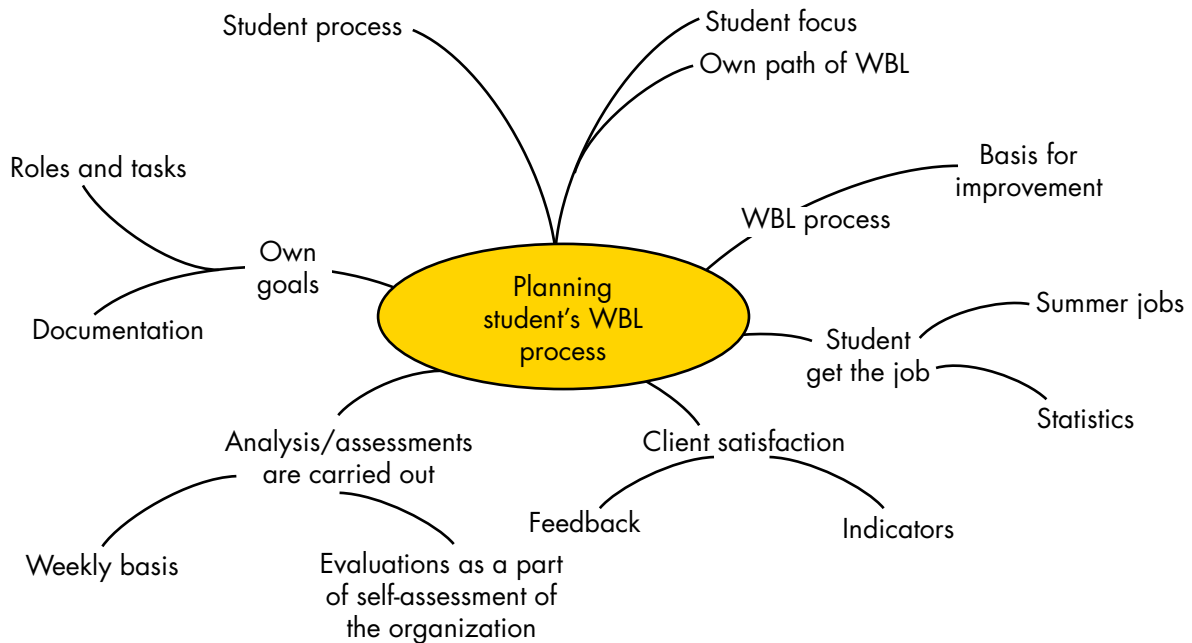 Student process
Student focus
Own path of WBL
Roles and tasks
Basis for
improvement
WBL process
Own
goals
Planning
student’s WBL
process
Documentation
Summer jobs
Student
get the job
Statistics
Analysis/assessments
are carried out
Client satisfaction
Feedback
Indicators
Weekly basis
Evaluations as a part
of self-assessment of
the organization